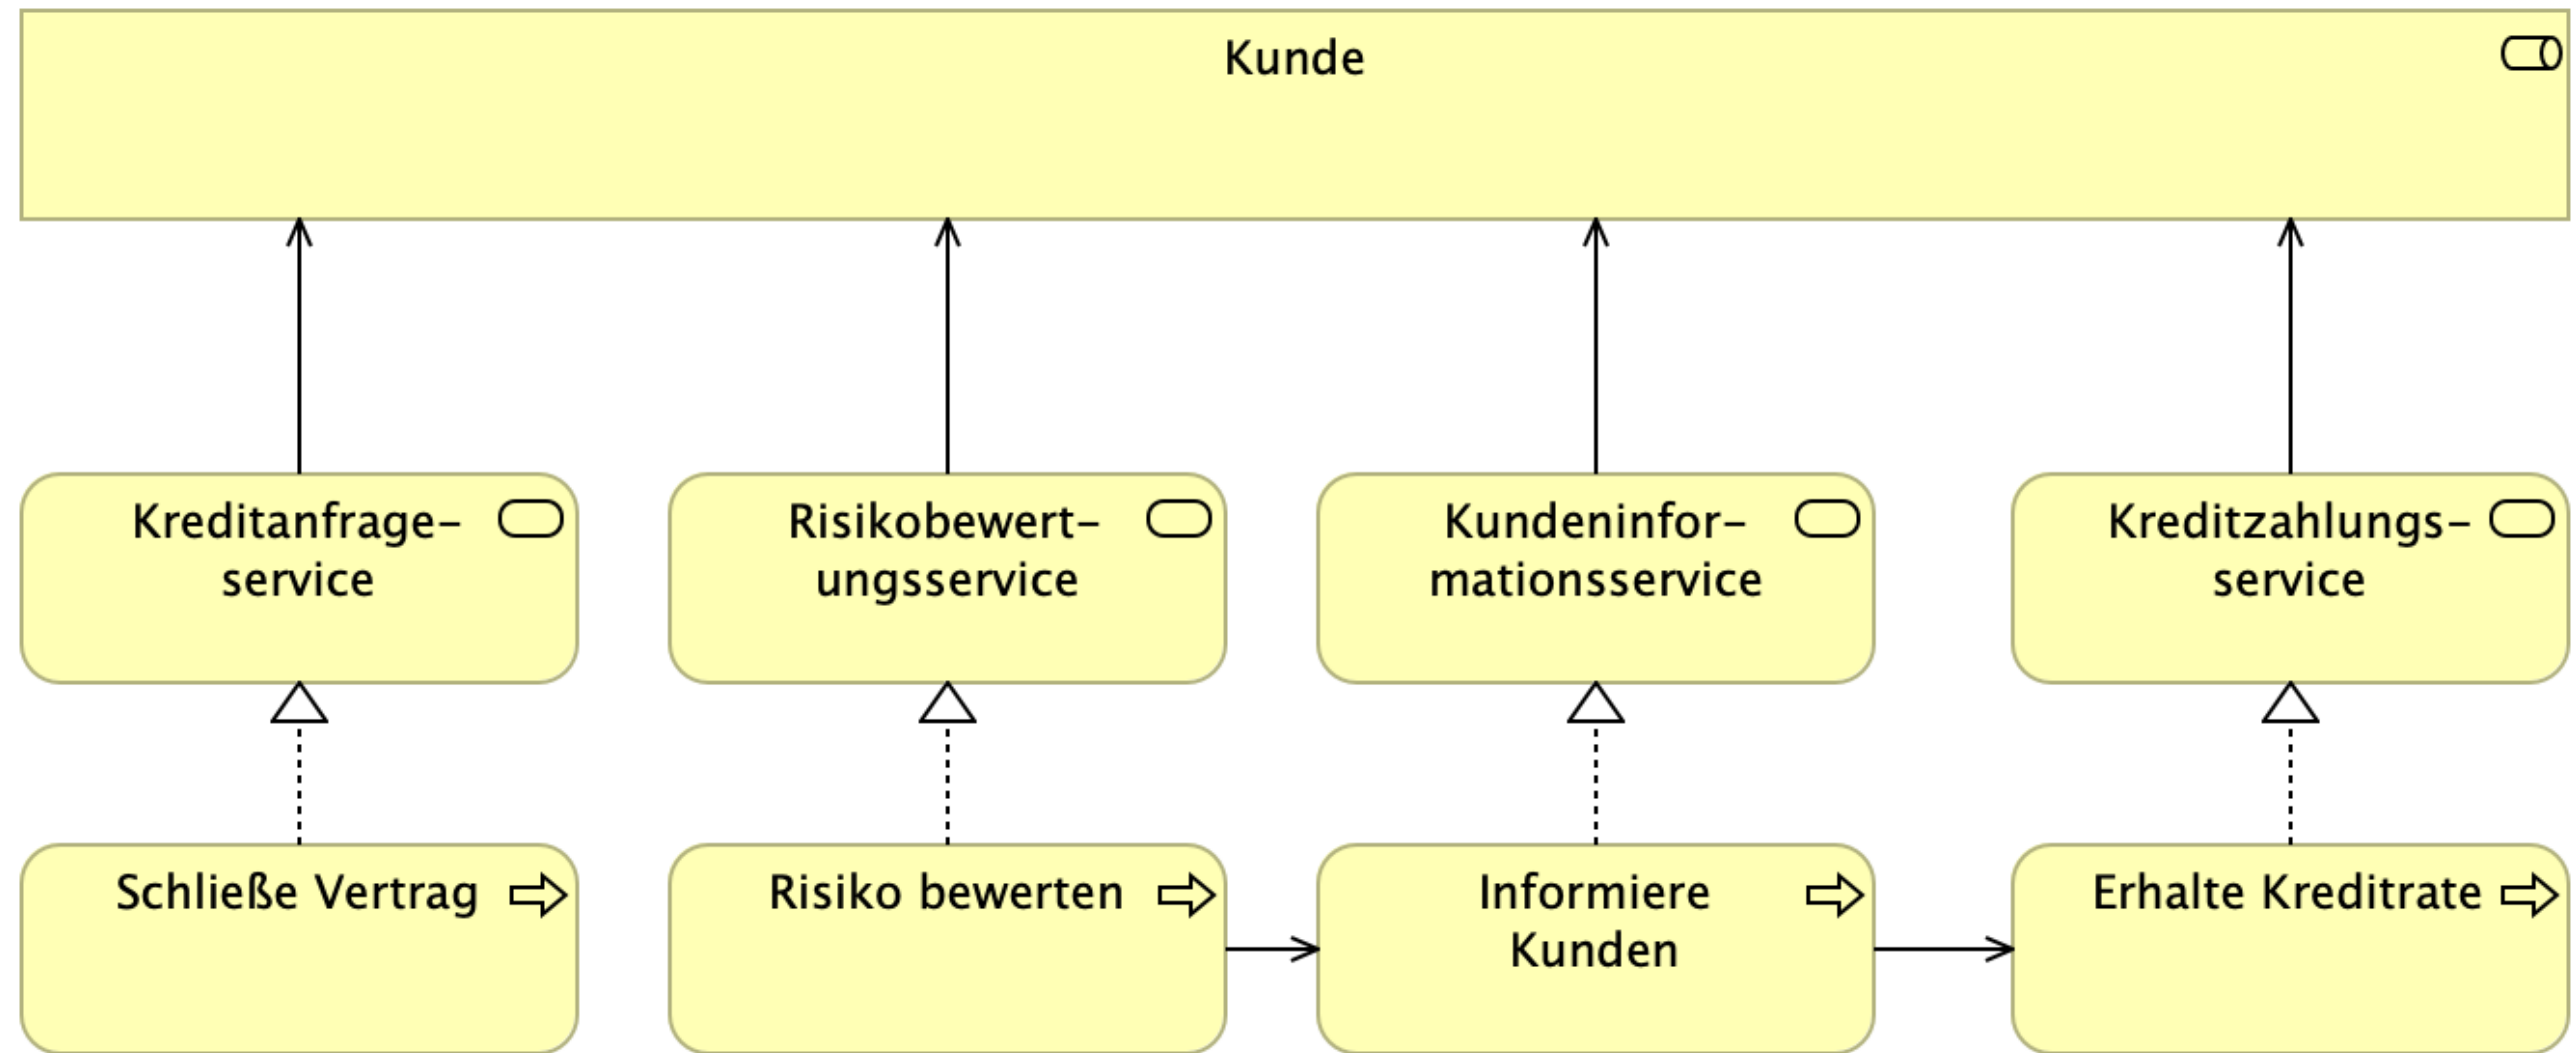 Kunde
Kreditanfrage-
service
Risikobewert-
ungsservice
Kundeninfor-
mationsservice
Kreditzahlungs-
service
Schließe Vertrag
Risiko bewerten
Informiere
Kunden
Erhalte Kreditrate